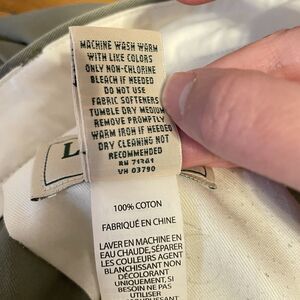 MACHINE WASH WARM
WITH LIKE COLORS
ONLY NON-CHLORINE
BLEACH IF NEEDED
DO NOT USE
FABRIC SOFTENERS
TUMBLE DRY MEDIUM
REMOVE PROMPTLY
WARM IRON IF NEEDED
DRY CLEANING NOT
RECOMMENDED
RN 71341
VH 03790
L
100% COTON
FABRIQUÉ EN CHINE
LAVER EN MACHINE EN
EAU CHAUDE, SÉPARER
LES COULEURS AGENT
BLANCHISSANT NON
DÉCOLORANT
UNIQUEMENT, SI
BESOIN NE PAS
UTILISER